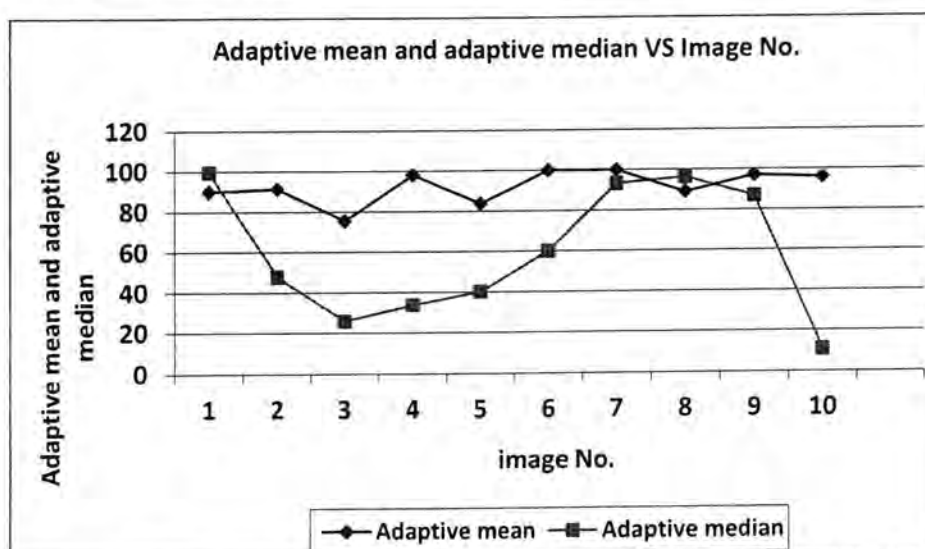 Adaptive mean and adaptive median VS Image No.
Adaptive mean and adaptive
median
120
100
80
60
40
20
0
1 2 3 4 5 6 7 8 9 10
image No.
Adaptive mean Adaptive median